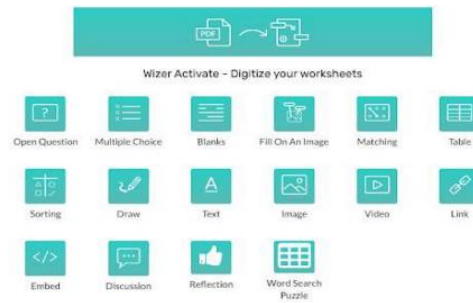 PDF
Wizer Activate - Digitize your worksheets
?
Open Question Multiple Choice Blanks Fill On An Image Matching Table
A
Sorting Draw Text Image Video Link
</>
Embed Discussion Reflection Word Search
Puzzle